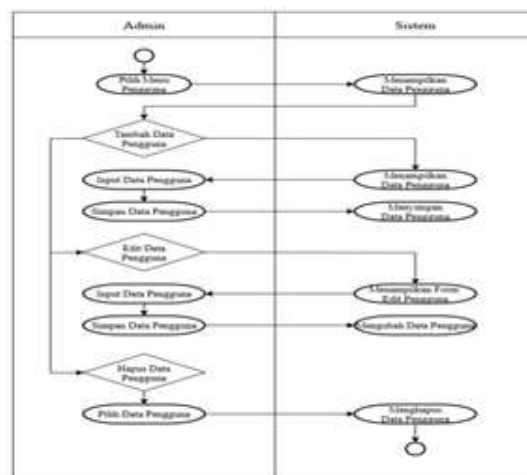 Admin
Sistem
Pilih Menu
Pengguna
Menampilkan
Data Pengguna
Tambah Data
Pengguna
Input Data Pengguna
Menampilkan
Data Pengguna
Simpan Data Pengguna
Menyimpan
Data Pengguna
Edit Data
Pengguna
Input Data Pengguna
Menampilkan Form
Edit Pengguna
Simpan Data Pengguna
Mengubah Data Pengguna
Hapus Data
Pengguna
Pilih Data Pengguna
Menghapus
Data Pengguna